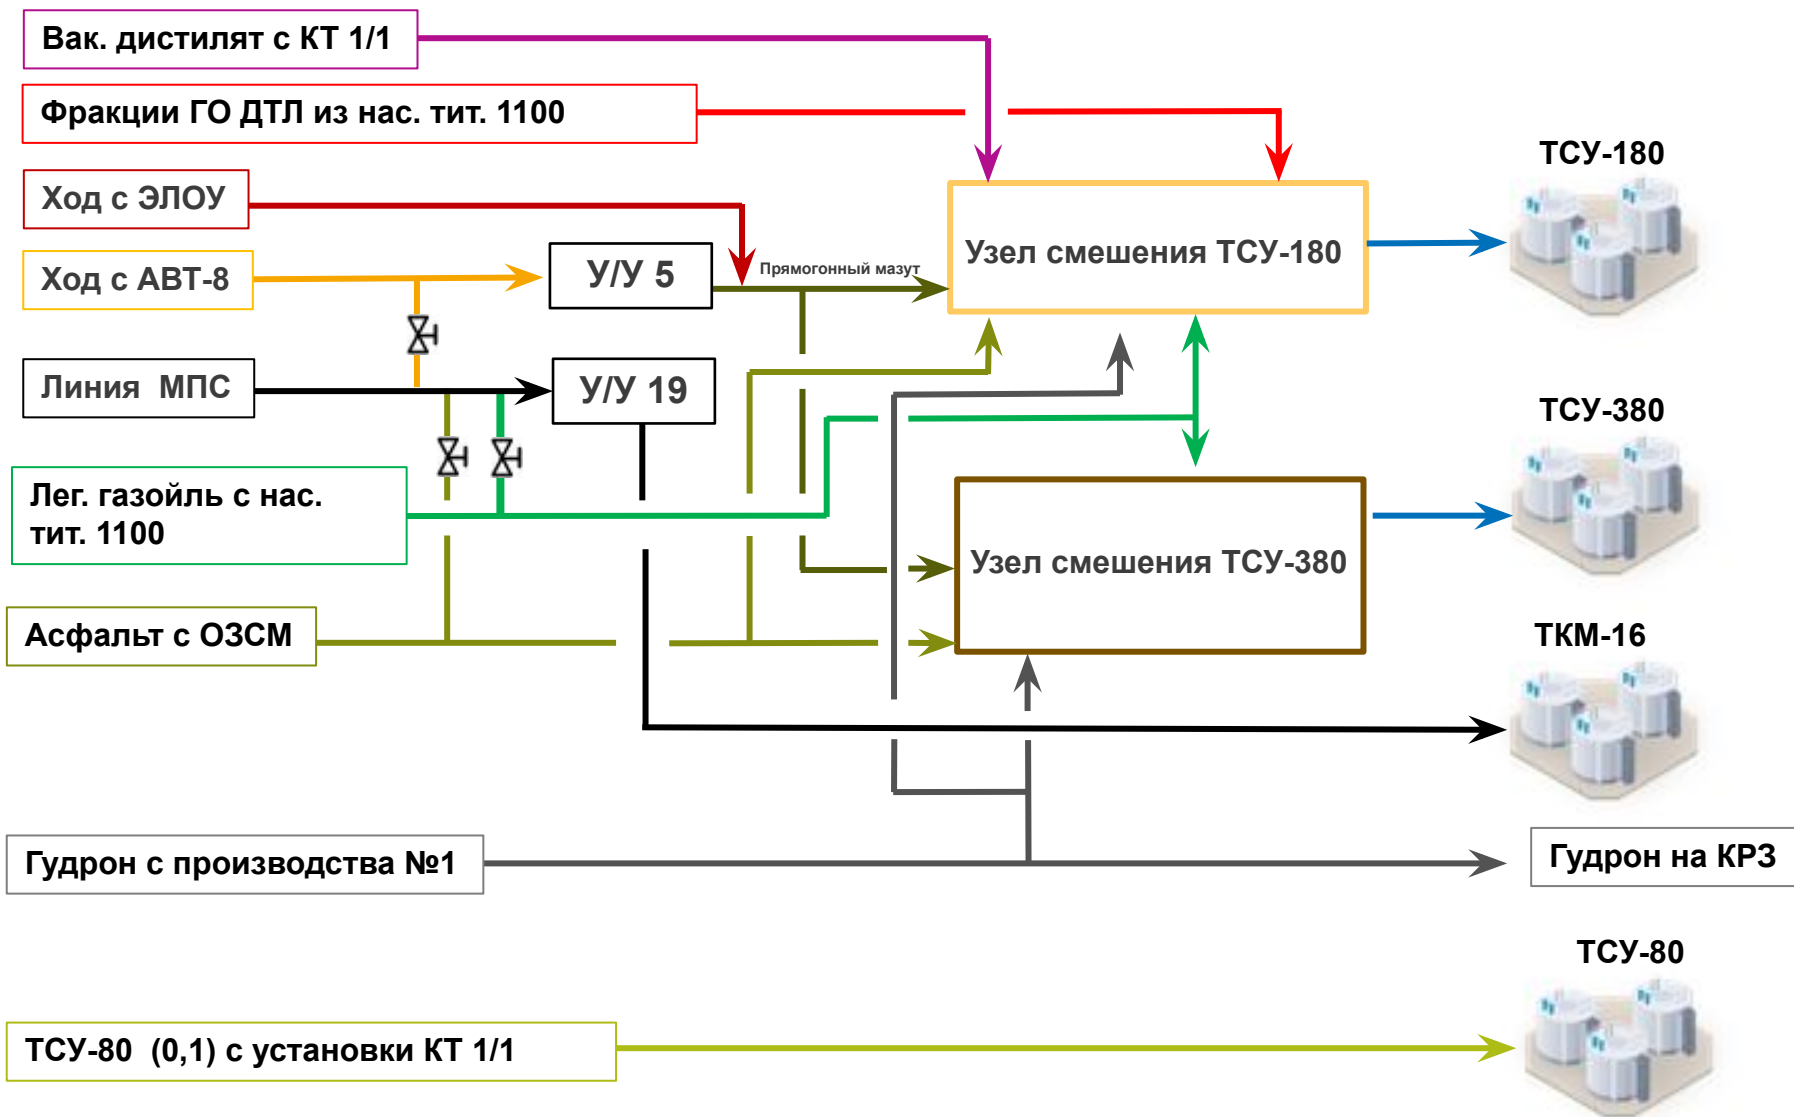 Вак. дистилят с КТ 1/1
Фракции ГО ДТЛ из нас. тит. 1100
ТСУ-180
Ход с ЭЛОУ
Узел смешения ТСУ-180
Ход с АВТ-8
У/У 5
Прямогонный мазут
Линия МПС
У/У 19
ТСУ-380
Лег. газойль с нас.
тит. 1100
Узел смешения ТСУ-380
Асфальт с ОЗСМ
ТКМ-16
Гудрон с производства №1
Гудрон на КРЗ
ТСУ-80
ТСУ-80 (0,1) с установки КТ 1/1